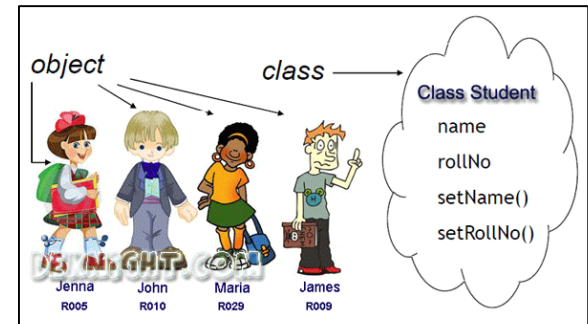 object
class
Class Student
name
rollNo
setName()
setRollNo()
Jenna
John
Maria
James
R005
R010
R029
R009